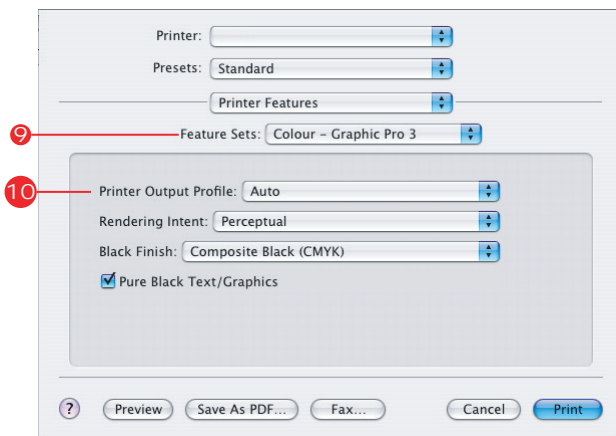 Printer:
Presets: Standard
Printer Features
9 Feature Sets: Colour – Graphic Pro 3
10 Printer Output Profile: Auto
Rendering Intent: Perceptual
Black Finish: Composite Black (CMYK)
Pure Black Text/Graphics
? Preview Save As PDF... Fax... Cancel Print